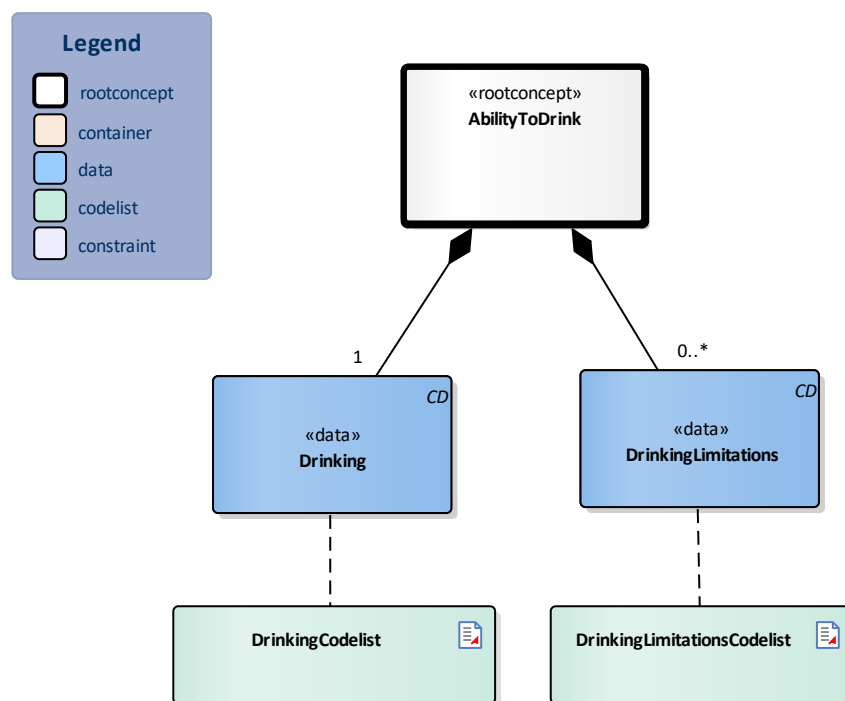 Legend
rootconcept
container
data
codelist
constraint
«rootconcept»
AbilityToDrink
1
0..*
CD
«data»
Drinking
CD
«data»
DrinkingLimitations
DrinkingCodelist
DrinkingLimitationsCodelist